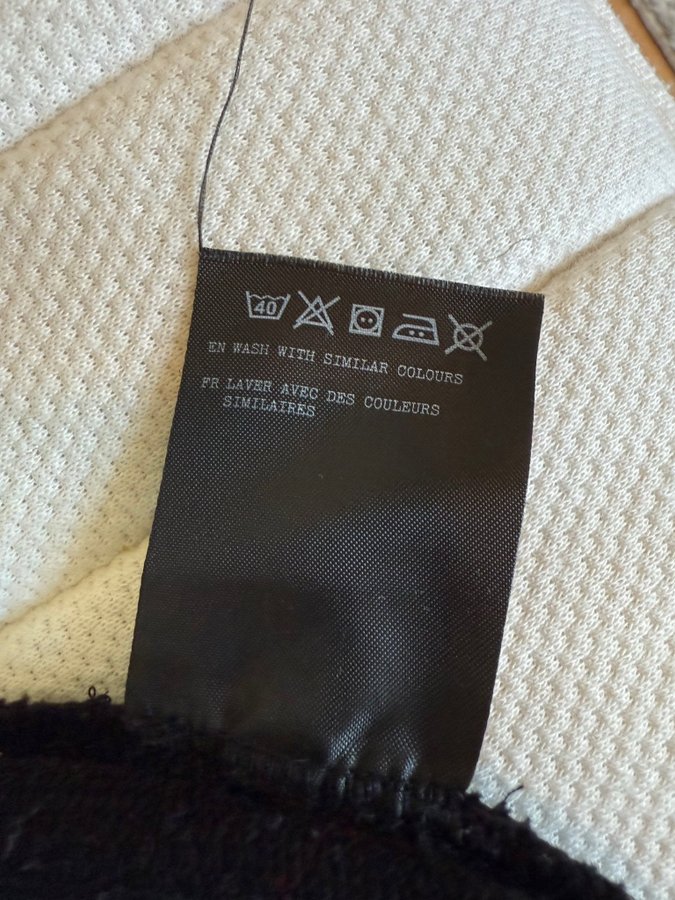 40
EN WASH WITH SIMILAR COLOURS
FR LAVER AVEC DES COULEURS
SIMILAIRES